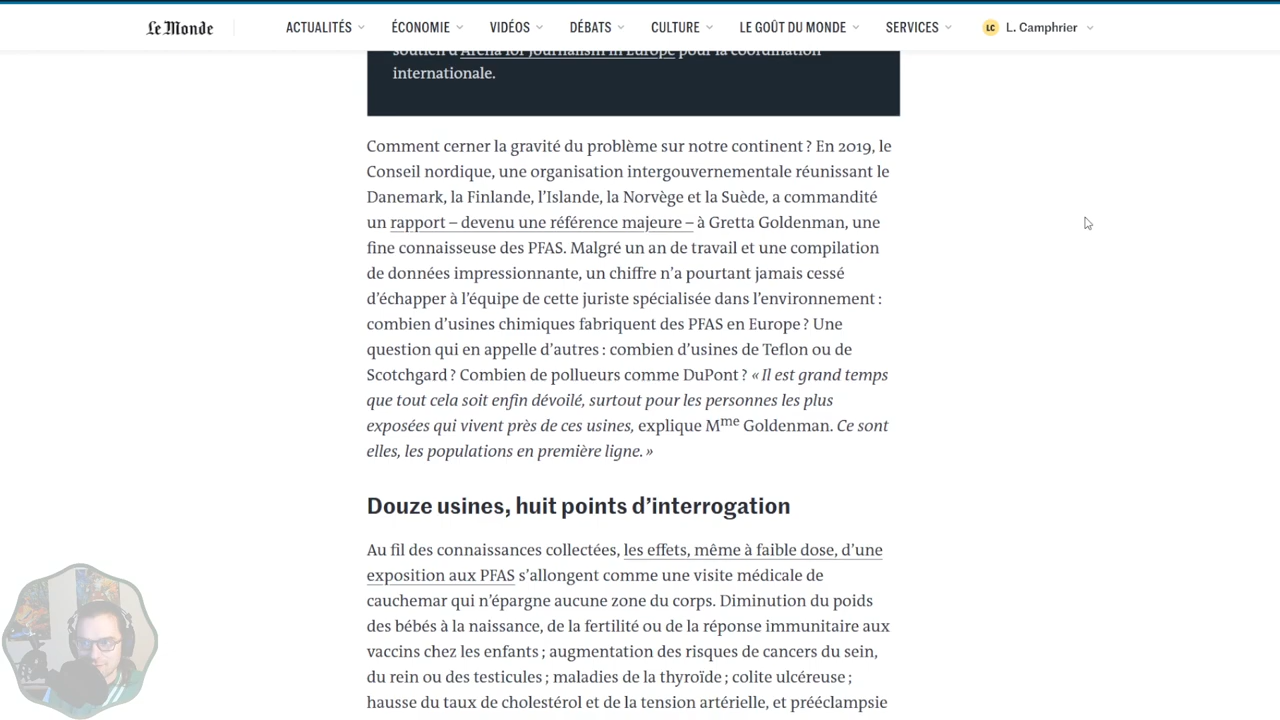 Le Monde
ACTUALITÉS
ÉCONOMIE
VIDÉOS
DÉBATS
CULTURE
LE GOÛT DU MONDE
SERVICES
LC
L. Camphrier
soutien d'Arena for Journalism in Europe pour la coordination
internationale.
Comment cerner la gravité du problème sur notre continent ? En 2019, le
Conseil nordique, une organisation intergouvernementale réunissant le
Danemark, la Finlande, l’Islande, la Norvège et la Suède, a commandité
un rapport – devenu une référence majeure – à Gretta Goldenman, une
fine connaisseuse des PFAS. Malgré un an de travail et une compilation
de données impressionnante, un chiffre n’a pourtant jamais cessé
d’échapper à l’équipe de cette juriste spécialisée dans l’environnement :
combien d’usines chimiques fabriquent des PFAS en Europe ? Une
question qui en appelle d’autres : combien d’usines de Teflon ou de
Scotchgard ? Combien de pollueurs comme DuPont ? « Il est grand temps
que tout cela soit enfin dévoilé, surtout pour les personnes les plus
exposées qui vivent près de ces usines, explique Mme Goldenman. Ce sont
elles, les populations en première ligne. »
Douze usines, huit points d’interrogation
Au fil des connaissances collectées, les effets, même à faible dose, d’une
exposition aux PFAS s’allongent comme une visite médicale de
cauchemar qui n’épargne aucune zone du corps. Diminution du poids
des bébés à la naissance, de la fertilité ou de la réponse immunitaire aux
vaccins chez les enfants ; augmentation des risques de cancers du sein,
du rein ou des testicules ; maladies de la thyroïde ; colite ulcéreuse ;
hausse du taux de cholestérol et de la tension artérielle, et prééclampsie